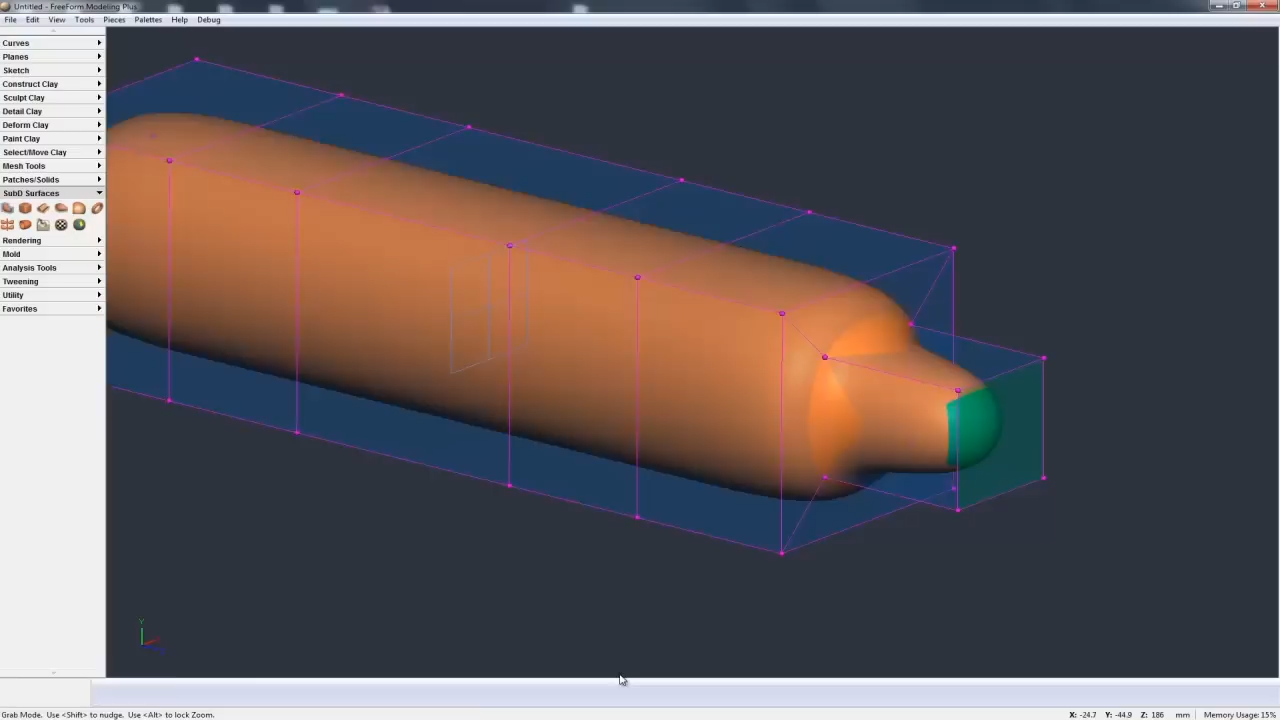 Untitled - FreeForm Modeling Plus
File Edit View Tools Pieces Palettes Help Debug
Curves
Planes
Sketch
Construct Clay
Sculpt Clay
Detail Clay
Deform Clay
Paint Clay
Select/Move Clay
Mesh Tools
Patches/Solids
SubD Surfaces
Rendering
Mold
Analysis Tools
Tweening
Utility
Favorites
Y
Grab Mode. Use <Shift> to nudge. Use <Alt> to lock Zoom. X: -24.7 Y: -44.9 Z: 186 mm Memory Usage: 15%